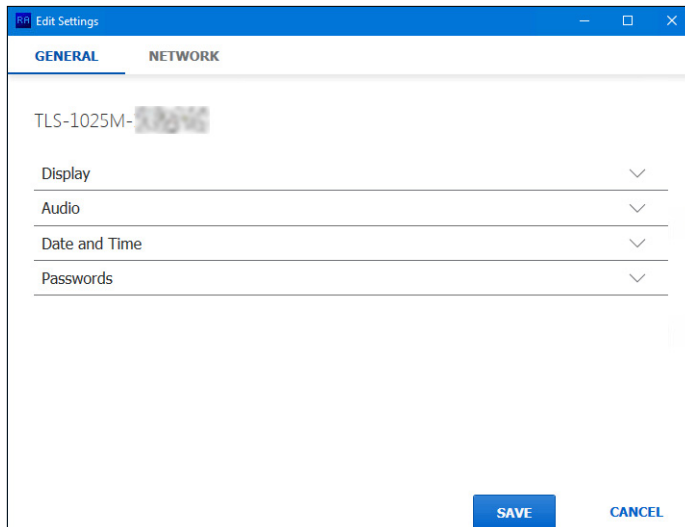 RA Edit Settings
GENERAL NETWORK
TLS-1025M-
Display
Audio
Date and Time
Passwords
SAVE CANCEL